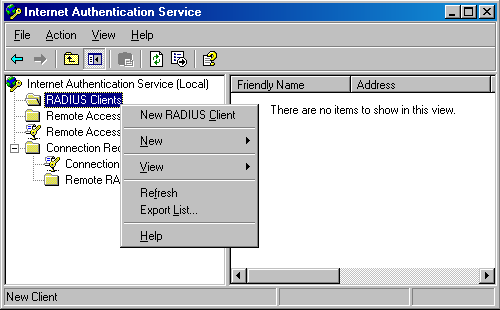 Internet Authentication Service
File Action View Help
Internet Authentication Service (Local)
RADIUS Clients
Remote Access
Remote Access
Connection Rec
Connection
Remote RA
Friendly Name Address
There are no items to show in this view.
New RADIUS Client
New
View
Refresh
Export List...
Help
New Client